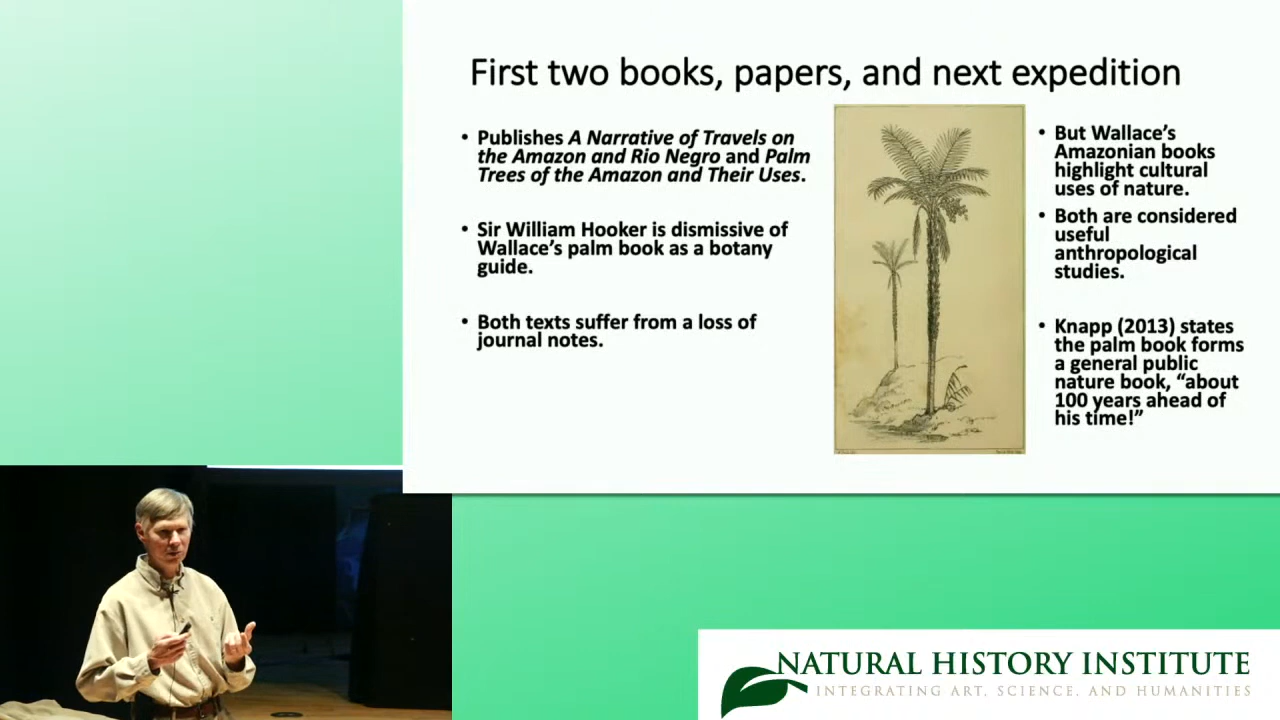 First two books, papers, and next expedition
• Publishes A Narrative of Travels on
the Amazon and Rio Negro and Palm
Trees of the Amazon and Their Uses.
• Sir William Hooker is dismissive of
Wallace's palm book as a botany
guide.
• Both texts suffer from a loss of
journal notes.
• But Wallace's
Amazonian books
highlight cultural
uses of nature.
• Both are considered
useful
anthropological
studies.
• Knapp (2013) states
the palm book forms
a general public
nature book, “about
100 years ahead of
his time!”
NATURAL HISTORY INSTITUTE
INTEGRATING ART, SCIENCE, AND HUMANITIES